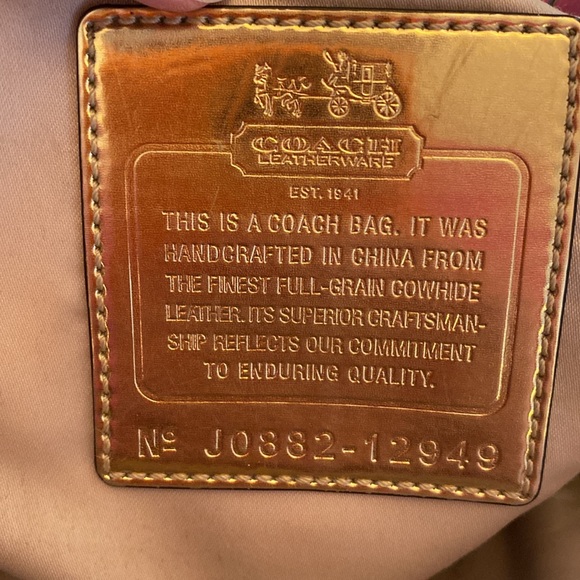 COACH
LEATHERWARE
EST. 1941
THIS IS A COACH BAG. IT WAS
HANDCRAFTED IN CHINA FROM
THE FINEST FULL-GRAIN COWHIDE
LEATHER. ITS SUPERIOR CRAFTSMAN-
SHIP REFLECTS OUR COMMITMENT
TO ENDURING QUALITY.
Nº J0882-12949